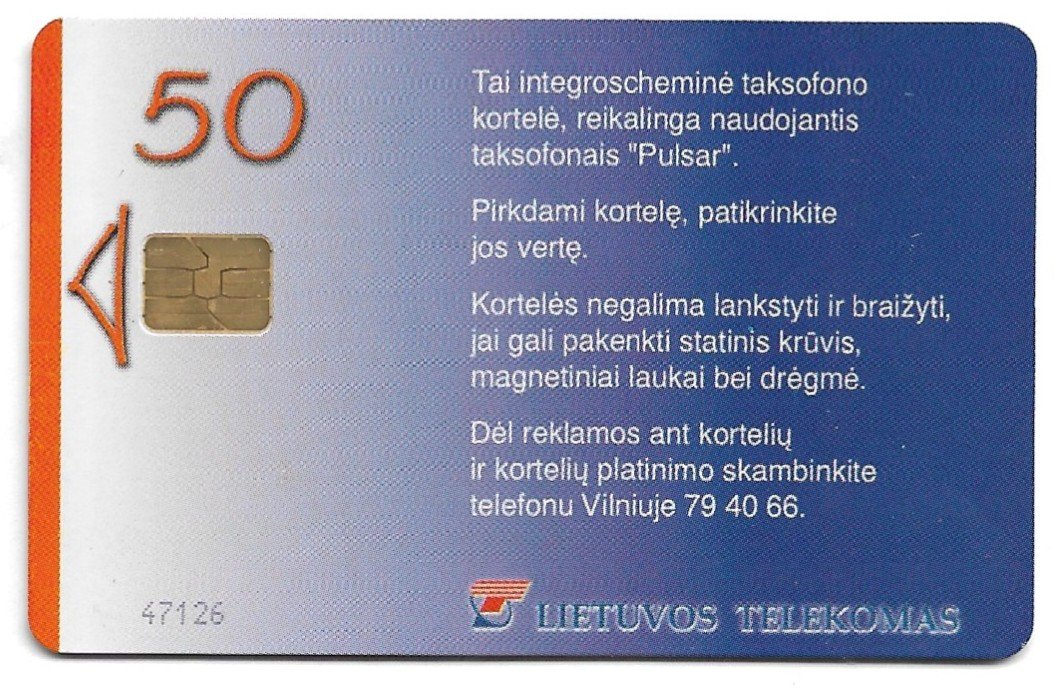 50
Tai integroscheminė taksofono
kortelė, reikalinga naudojantis
taksofonais "Pulsar".
Pirkdami kortelę, patikrinkite
jos vertę.
Kortelės negalima lankstyti ir braižyti,
jai gali pakenkti statinis krūvis,
magnetiniai laukai bei drėgmė.
Dėl reklamos ant kortelių
ir kortelių platinimo skambinkite
telefonu Vilniuje 79 40 66.
47126
LIETUVOS TELEKOMAS